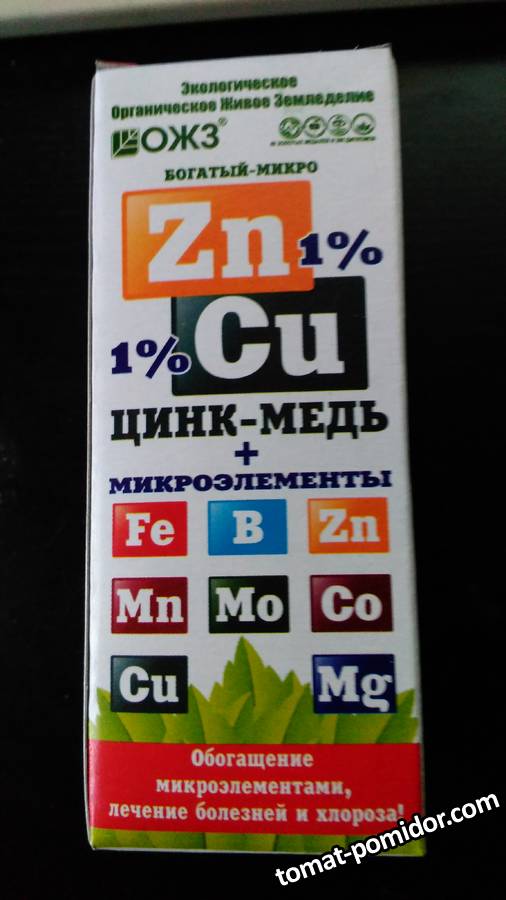 Экологическое
Органическое Живое Земледелие
ОЖЗ®
БОГАТЫЙ-МИКРО
Zn 1%
1% Cu
ЦИНК-МЕДЬ
+
МИКРОЭЛЕМЕНТЫ
Fe B Zn
Mn Mo Co
Cu Mg
Обогащение
микроэлементами,
лечение болезней и хлороза!
tomat-pomidor.com